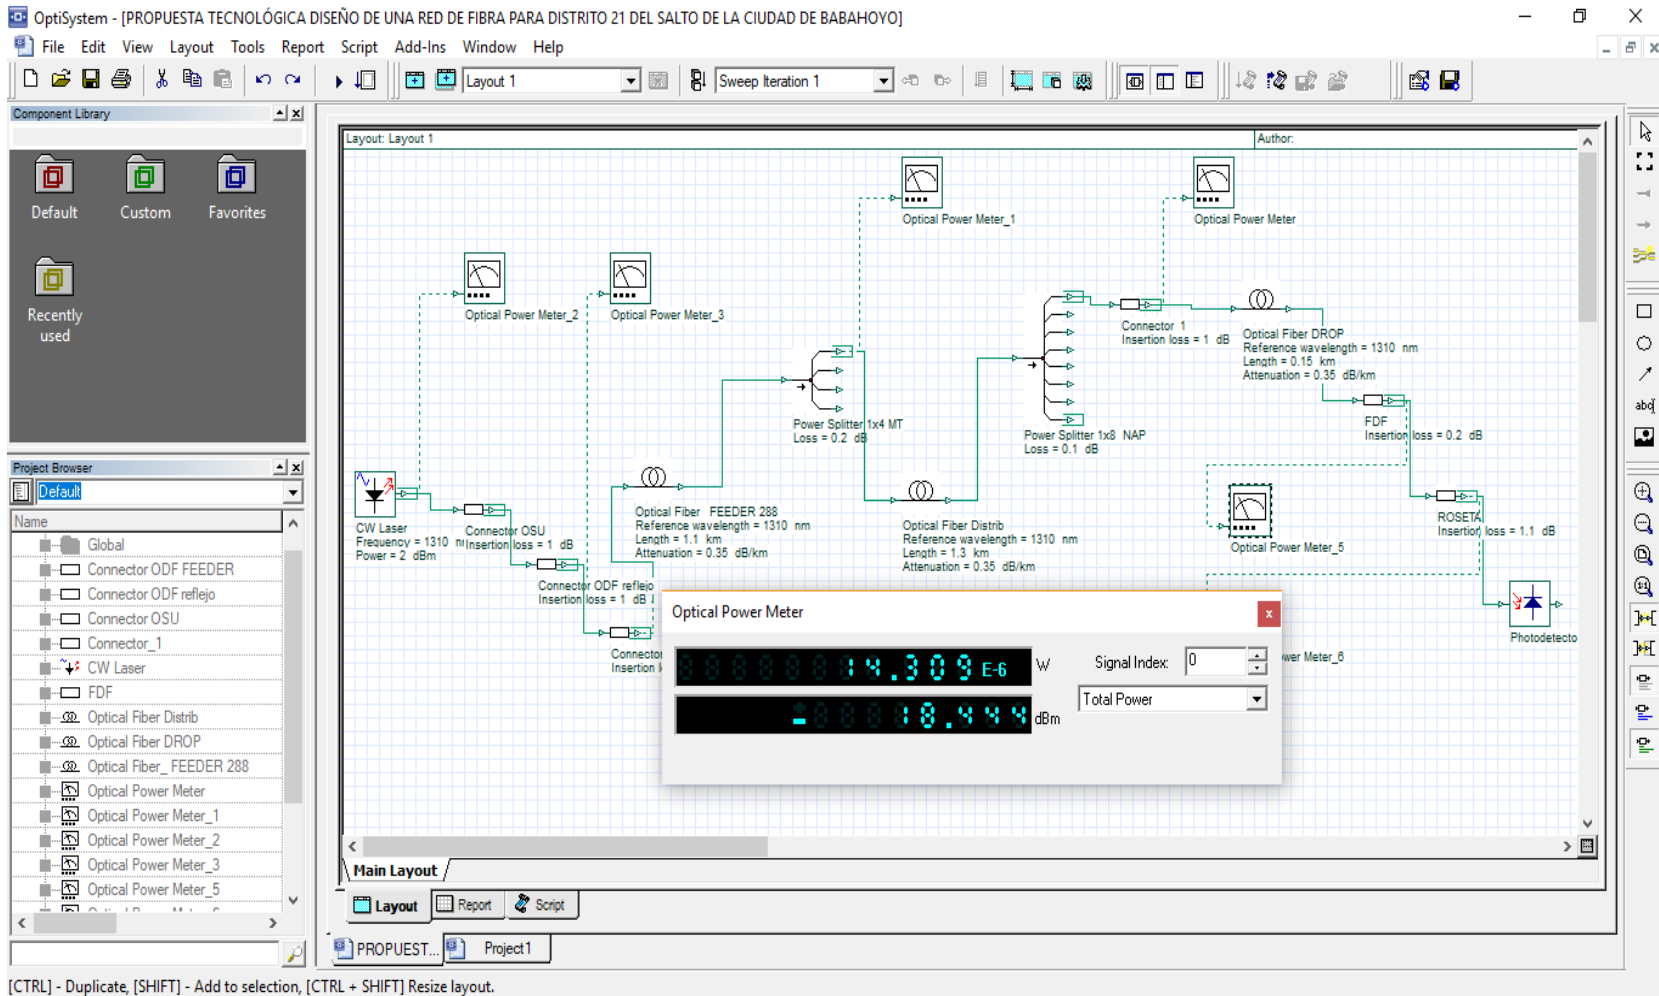 OptiSystem - [PROPUESTA TECNOLÓGICA DISEÑO DE UNA RED DE FIBRA PARA DISTRITO 21 DEL SALTO DE LA CIUDAD DE BABAHOYO]
File Edit View Layout Tools Report Script Add-Ins Window Help
Layout 1
Sweep Iteration 1
Component Library
Default
Custom
Favorites
Recently
used
Project Browser
Default
Name
Global
Connector ODF FEEDER
Connector ODF reflejo
Connector OSU
Connector_1
CW Laser
FDF
Optical Fiber Distrib
Optical Fiber DROP
Optical Fiber_ FEEDER 288
Optical Power Meter
Optical Power Meter_1
Optical Power Meter_2
Optical Power Meter_3
Optical Power Meter_5
Layout: Layout 1
Author:
Optical Power Meter_1
Optical Power Meter
Optical Power Meter_2
Optical Power Meter_3
Connector 1
Insertion loss = 1 dB
Optical Fiber DROP
Reference wavelength = 1310 nm
Length = 0.15 km
Attenuation = 0.35 dB/km
Power Splitter 1x4 MT
Loss = 0.2 dB
Power Splitter 1x8 NAP
Loss = 0.1 dB
FDF
Insertion loss = 0.2 dB
CW Laser
Frequency = 1310
Power = 2 dBm
Connector OSU
Insertion loss = 1 dB
Optical Fiber FEEDER 288
Reference wavelength = 1310 nm
Length = 1.1 km
Attenuation = 0.35 dB/km
Optical Fiber Distrib
Reference wavelength = 1310 nm
Length = 1.3 km
Attenuation = 0.35 dB/km
Optical Power Meter_5
ROSETA
Insertion loss = 1.1 dB
Connector ODF reflejo
Insertion loss = 1 dB
Connector
Insertion
Photodetecto
Meter_6
Optical Power Meter
x
14.309 E-6 W
Signal Index: 0
-18.444 dBm
Total Power
Main Layout
Layout Report Script
PROPUEST... Project1
[CTRL] - Duplicate, [SHIFT] - Add to selection, [CTRL + SHIFT] Resize layout.